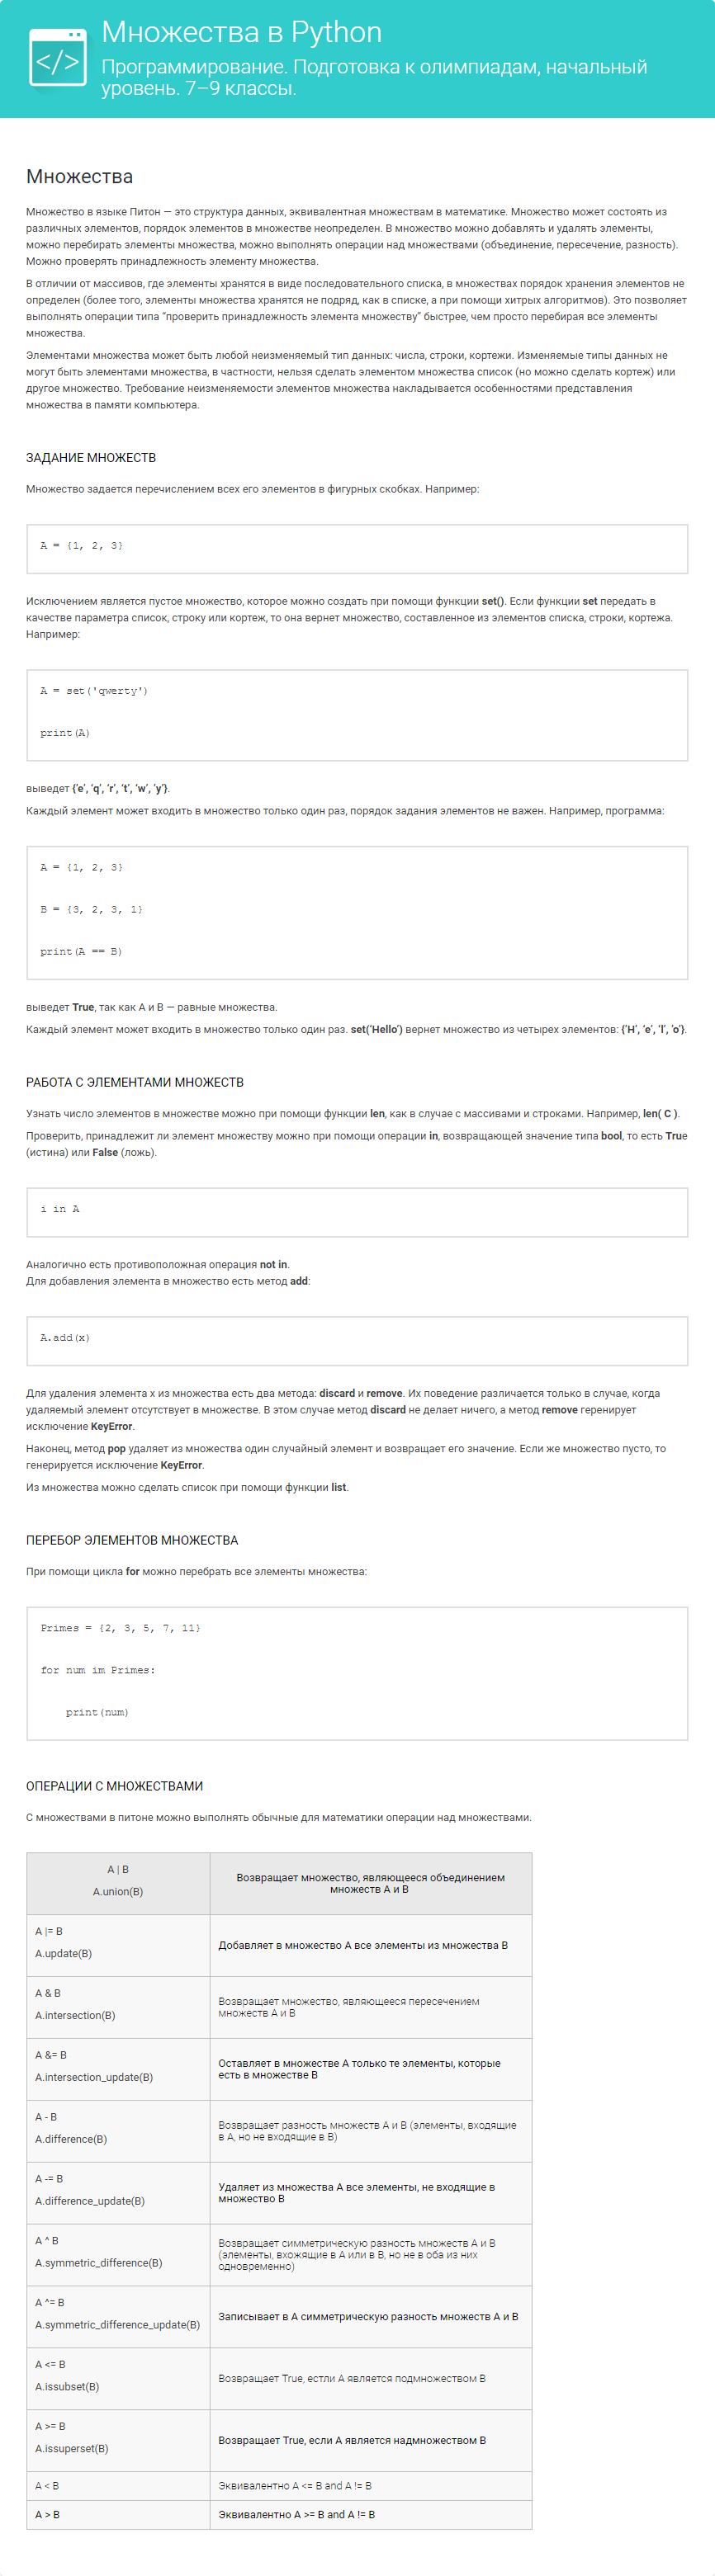 </>
Множества в Python
Программирование. Подготовка к олимпиадам, начальный
уровень. 7–9 классы.
Множества
Множество в языке Питон — это структура данных, эквивалентная множествам в математике. Множество может состоять из
различных элементов, порядок элементов в множестве неопределен. В множество можно добавлять и удалять элементы,
можно перебирать элементы множества, можно выполнять операции над множествами (объединение, пересечение, разность).
Можно проверять принадлежность элементу множества.
В отличии от массивов, где элементы хранятся в виде последовательного списка, в множествах порядок хранения элементов не
определен (более того, элементы множества хранятся не подряд, как в списке, а при помощи хитрых алгоритмов). Это позволяет
выполнять операции типа “проверить принадлежность элемента множеству” быстрее, чем просто перебирая все элементы
множества.
Элементами множества может быть любой неизменяемый тип данных: числа, строки, кортежи. Изменяемые типы данных не
могут быть элементами множества, в частности, нельзя сделать элементом множества список (но можно сделать кортеж) или
другое множество. Требование неизменяемости элементов множества накладывается особенностями представления
множества в памяти компьютера.
ЗАДАНИЕ МНОЖЕСТВ
Множество задается перечислением всех его элементов в фигурных скобках. Например:
A = {1, 2, 3}
Исключением является пустое множество, которое можно создать при помощи функции set(). Если функции set передать в
качестве параметра список, строку или кортеж, то она вернет множество, составленное из элементов списка, строки, кортежа.
Например:
A = set('qwerty')
print(A)
выведет {‘e’, ‘q’, ‘r’, ‘t’, ‘w’, ‘y’}.
Каждый элемент может входить в множество только один раз, порядок задания элементов не важен. Например, программа:
A = {1, 2, 3}
B = {3, 2, 3, 1}
print(A == B)
выведет True, так как A и B — равные множества.
Каждый элемент может входить в множество только один раз. set(‘Hello’) вернет множество из четырех элементов: {‘H’, ‘e’, ‘l’, ‘o’}.
РАБОТА С ЭЛЕМЕНТАМИ МНОЖЕСТВ
Узнать число элементов в множестве можно при помощи функции len, как в случае с массивами и строками. Например, len( C ).
Проверить, принадлежит ли элемент множеству можно при помощи операции in, возвращающей значение типа bool, то есть True
(истина) или False (ложь).
i in A
Аналогично есть противоположная операция not in.
Для добавления элемента в множество есть метод add:
A.add(x)
Для удаления элемента x из множества есть два метода: discard и remove. Их поведение различается только в случае, когда
удаляемый элемент отсутствует в множестве. В этом случае метод discard не делает ничего, а метод remove геренирует
исключение KeyError.
Наконец, метод pop удаляет из множества один случайный элемент и возвращает его значение. Если же множество пусто, то
генерируется исключение KeyError.
Из множества можно сделать список при помощи функции list.
ПЕРЕБОР ЭЛЕМЕНТОВ МНОЖЕСТВА
При помощи цикла for можно перебрать все элементы множества:
Primes = {2, 3, 5, 7, 11}
for num im Primes:
print(num)
ОПЕРАЦИИ С МНОЖЕСТВАМИ
С множествами в питоне можно выполнять обычные для математики операции над множествами.
A | B
A.union(B)
Возвращает множество, являющееся объединением
множеств A и B
A |= B
A.update(B)
Добавляет в множество A все элементы из множества B
A & B
A.intersection(B)
Возвращает множество, являющееся пересечением
множеств A и B
A &= B
A.intersection_update(B)
Оставляет в множестве A только те элементы, которые
есть в множестве B
A - B
A.difference(B)
Возвращает разность множеств A и B (элементы, входящие
в A, но не входящие в B)
A -= B
A.difference_update(B)
Удаляет из множества A все элементы, не входящие в
множество B
A ^ B
A.symmetric_difference(B)
Возвращает симметрическую разность множеств A и B
(элементы, вхожящие в A или в B, но не в оба из них
одновременно)
A ^= B
A.symmetric_difference_update(B)
Записывает в A симметрическую разность множеств A и B
A <= B
A.issubset(B)
Возвращает True, естли A является подмножеством B
A >= B
A.issuperset(B)
Возвращает True, если A является надмножеством B
A < B
Эквивалентно A <= B and A != B
A > B
Эквивалентно A >= B and A != B